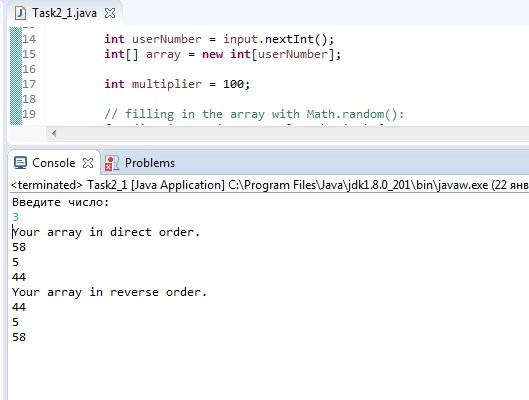 Task2_1.java
14 int userNumber = input.nextInt();
15 int[] array = new int[userNumber];
16
17 int multiplier = 100;
18
19 // filling in the array with Math.random():
Console Problems
<terminated> Task2_1 [Java Application] C:\Program Files\Java\jdk1.8.0_201\bin\javaw.exe (22 янв
Введите число:
3
Your array in direct order.
58
5
44
Your array in reverse order.
44
5
58